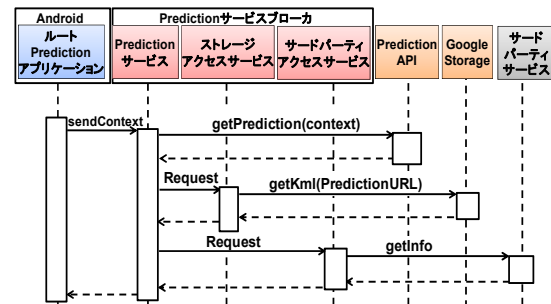 Android
Predictionサービスブローカ
ルート
Prediction
アプリケーション
Prediction
サービス
ストレージ
アクセスサービス
サードパーティ
アクセスサービス
Prediction
API
Google
Storage
サード
パーティ
サービス
sendContext
getPrediction(context)
Request
getKml(PredictionURL)
Request
getInfo